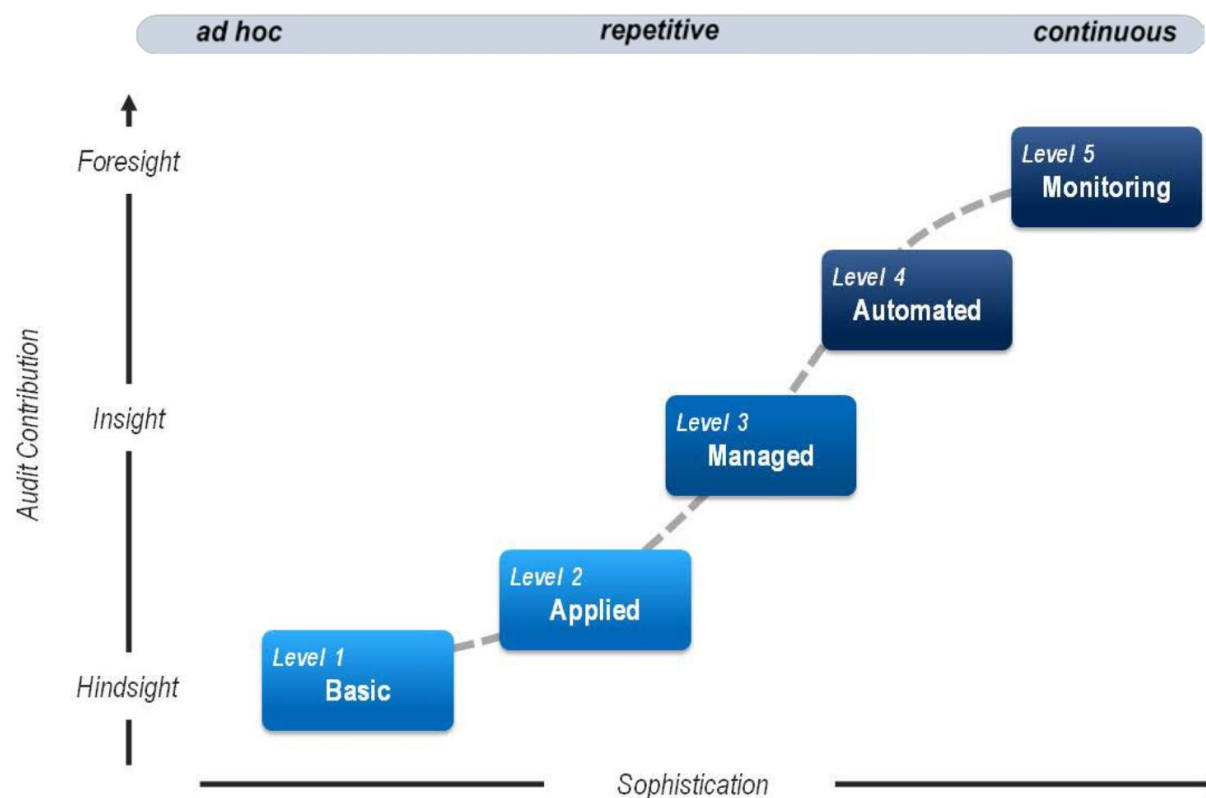 ad hoc repetitive continuous
Foresight
Level 5
Monitoring
Level 4
Automated
Audit Contribution
Insight
Level 3
Managed
Level 2
Applied
Level 1
Basic
Hindsight
Sophistication